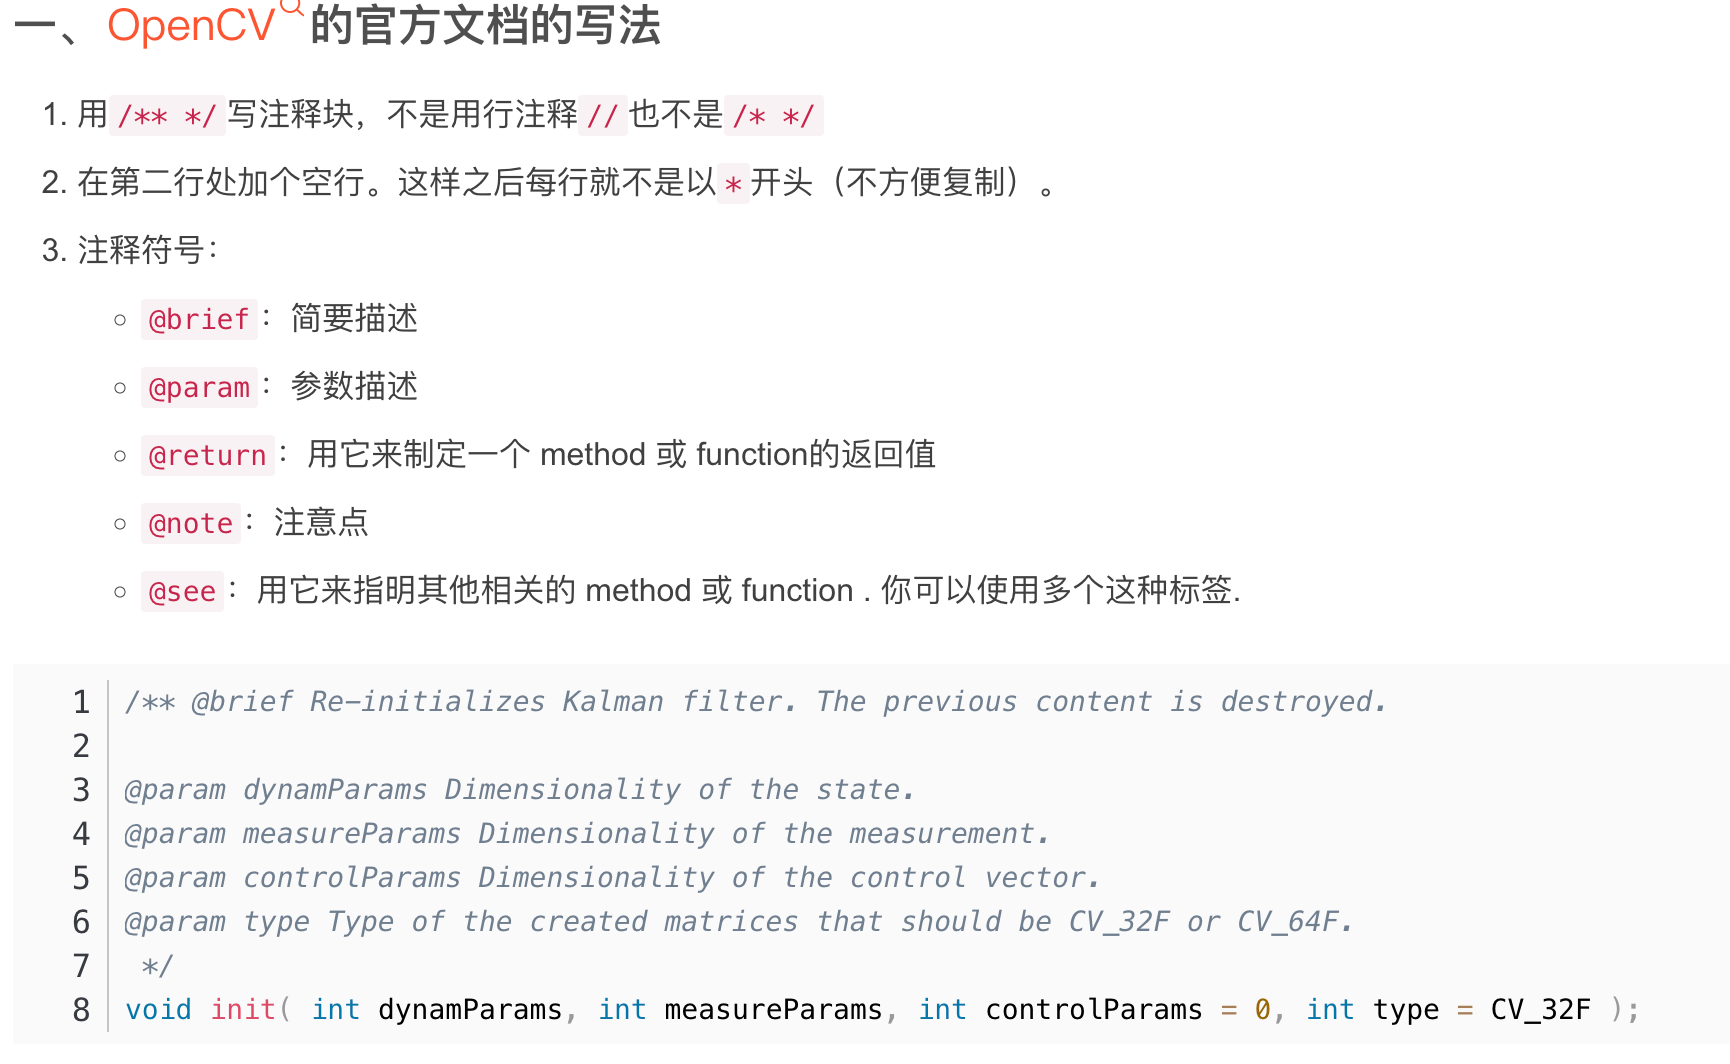 一、OpenCV的官方文档的写法
1. 用/** */写注释块，不是用行注释//也不是/* */
2. 在第二行处加个空行。这样之后每行就不是以*开头（不方便复制）。
3. 注释符号：
@brief：简要描述
@param：参数描述
@return：用它来制定一个 method 或 function的返回值
@note：注意点
@see：用它来指明其他相关的 method 或 function . 你可以使用多个这种标签.
1 /** @brief Re-initializes Kalman filter. The previous content is destroyed.
2
3 @param dynamParams Dimensionality of the state.
4 @param measureParams Dimensionality of the measurement.
5 @param controlParams Dimensionality of the control vector.
6 @param type Type of the created matrices that should be CV_32F or CV_64F.
7 */
8 void init( int dynamParams, int measureParams, int controlParams = 0, int type = CV_32F );